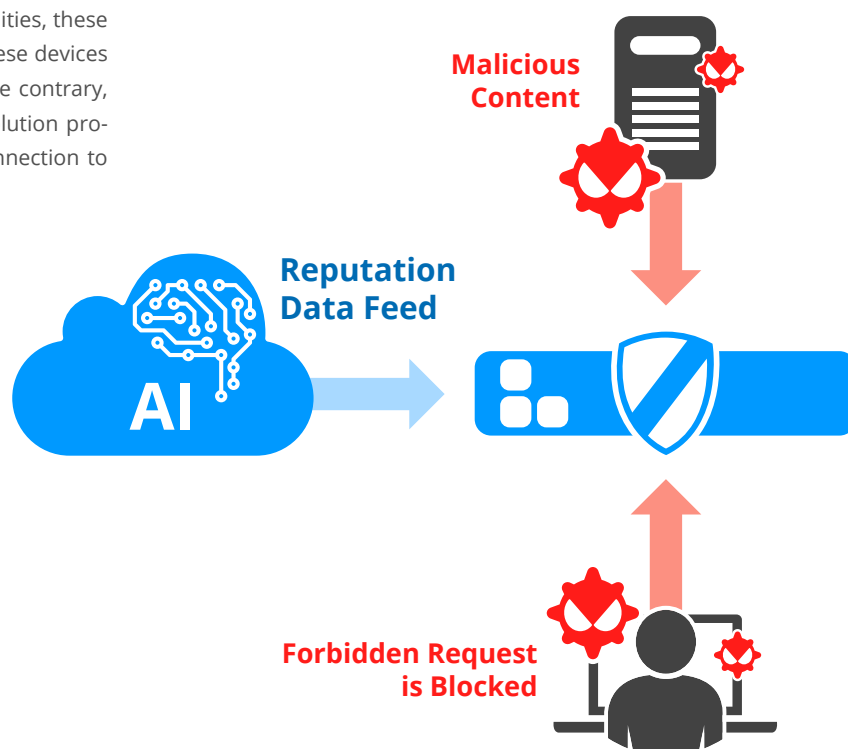 ities, these
ese devices
e contrary,
lution pro-
nnection to
Malicious
Content
Reputation
Data Feed
AI
Forbidden Request
is Blocked